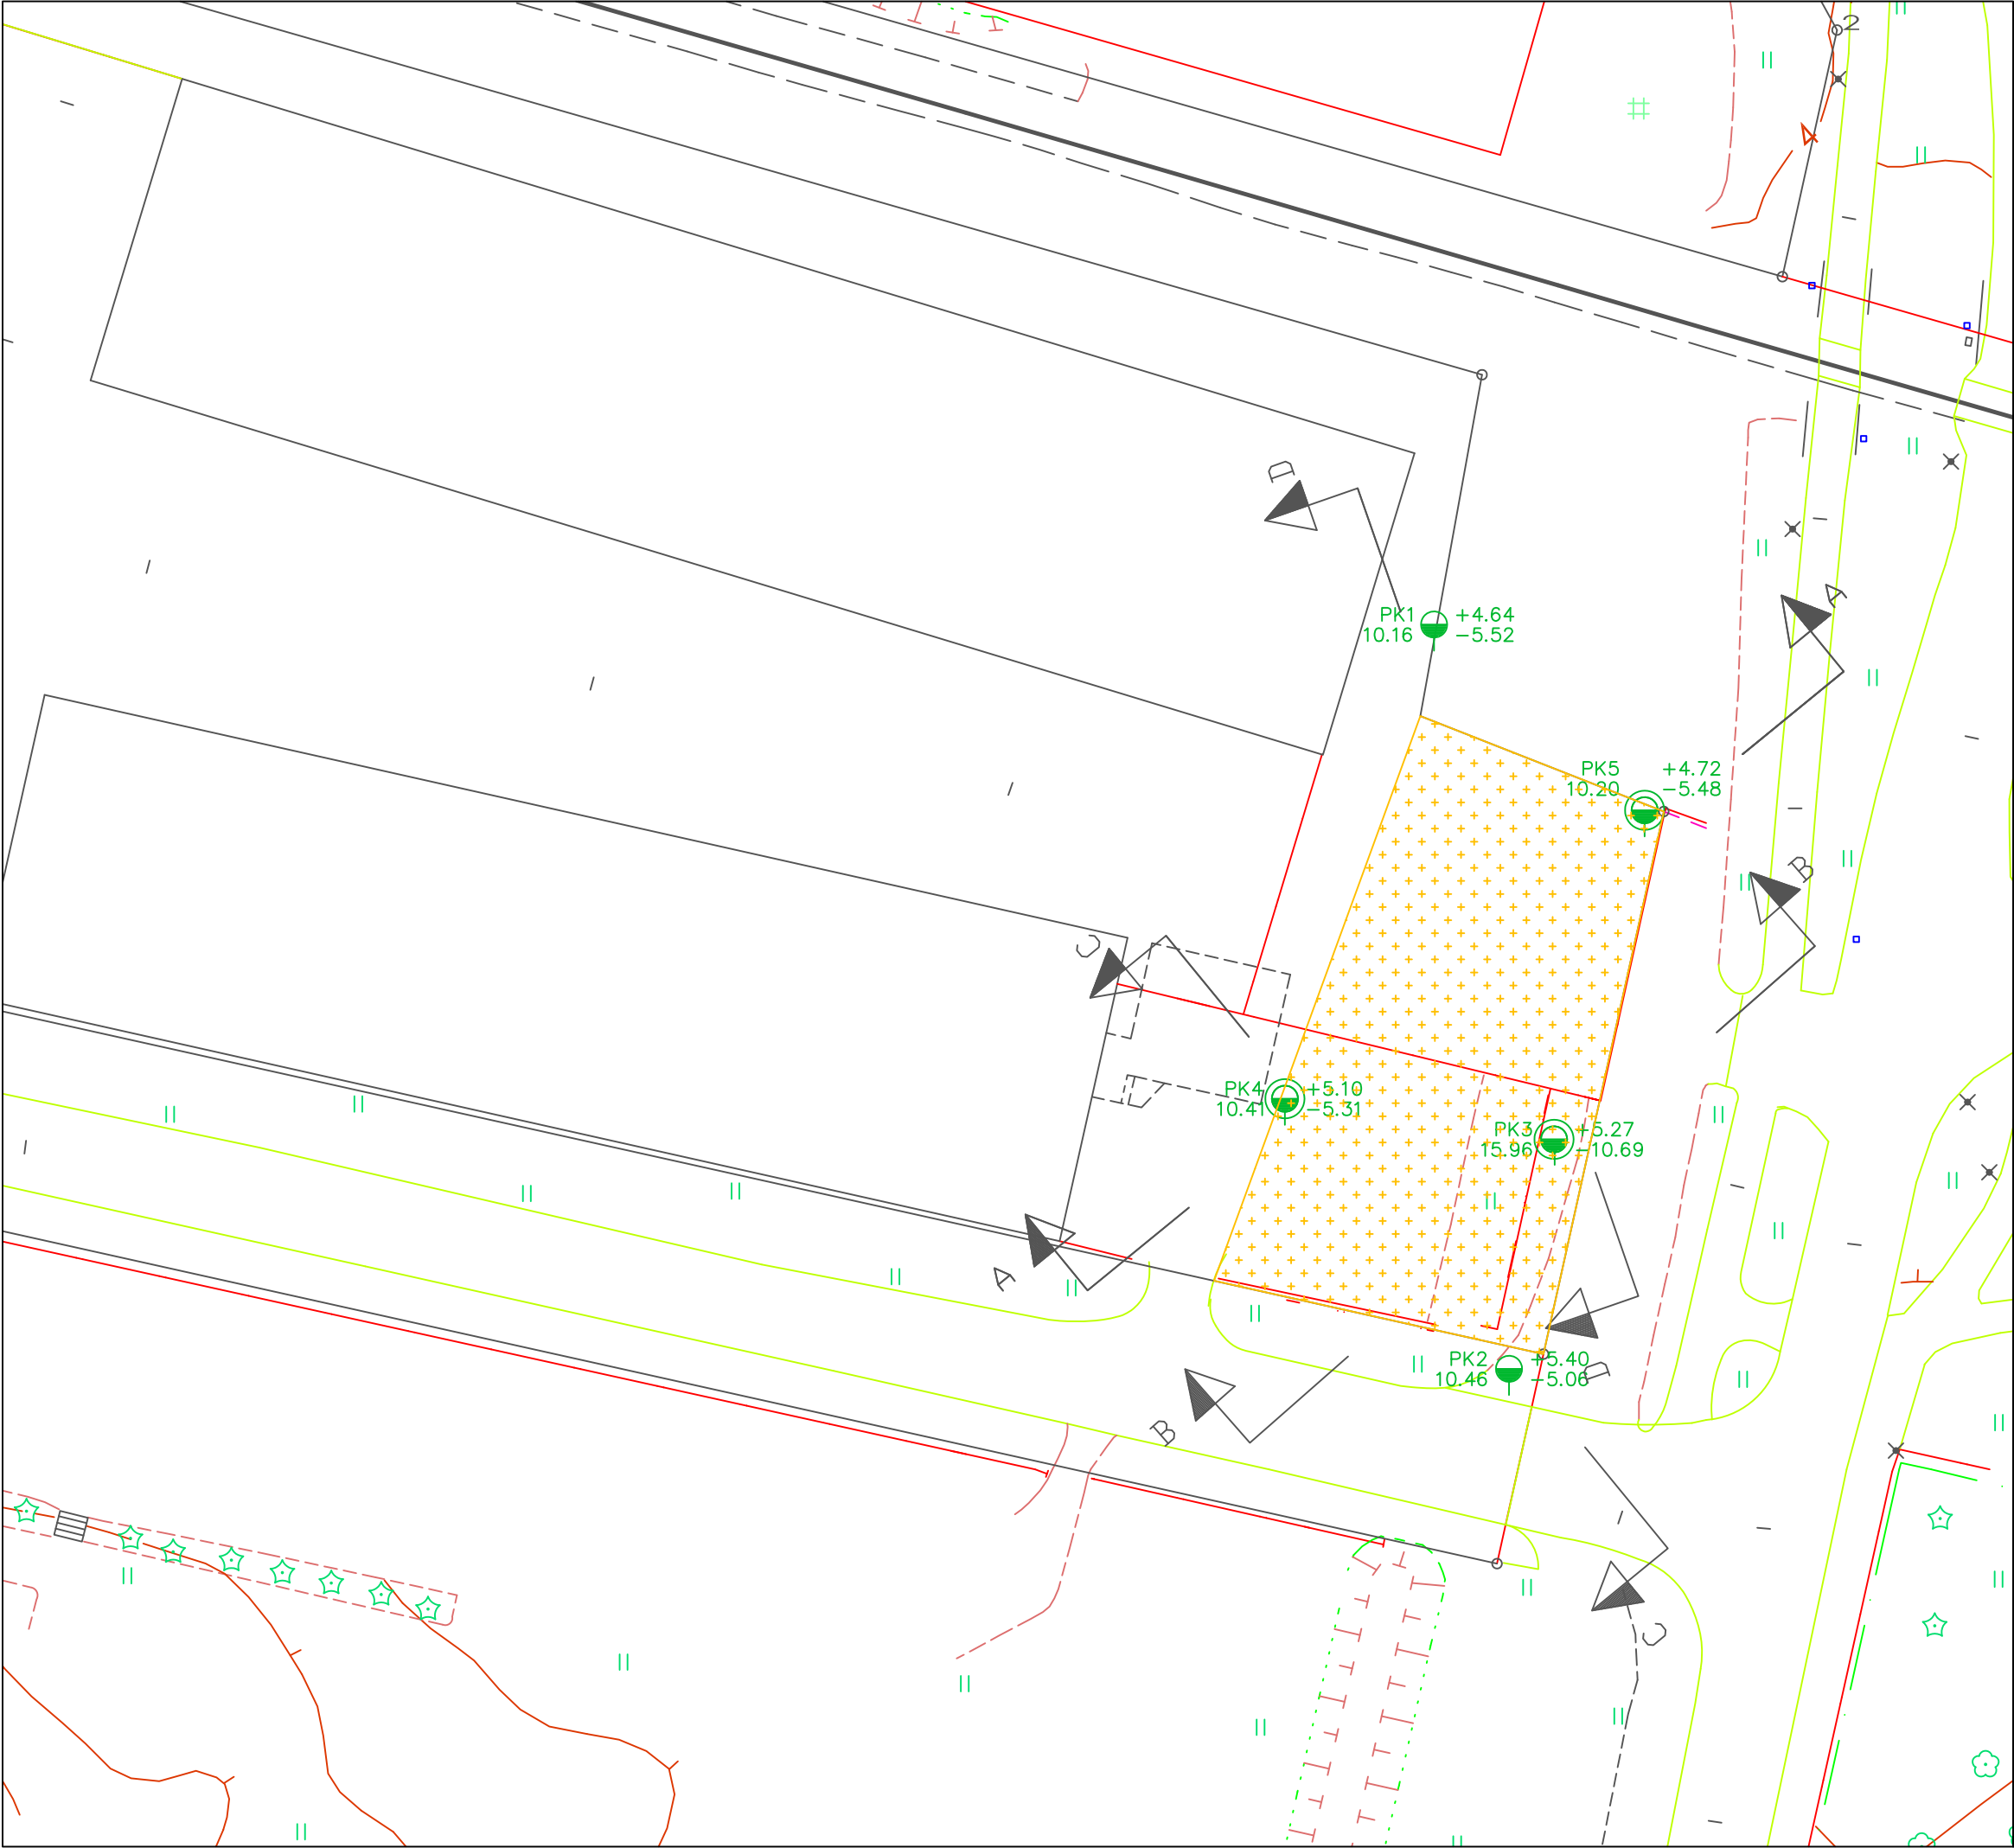 2
D
PK1 +4.64
10.16 -5.52
A
PK5 +4.72
10.20 -5.48
B
C
PK4 +5.10
10.41 -5.31
PK3 +5.27
15.96 -10.69
A
PK2 +5.40
10.46 -5.06
D
B
C